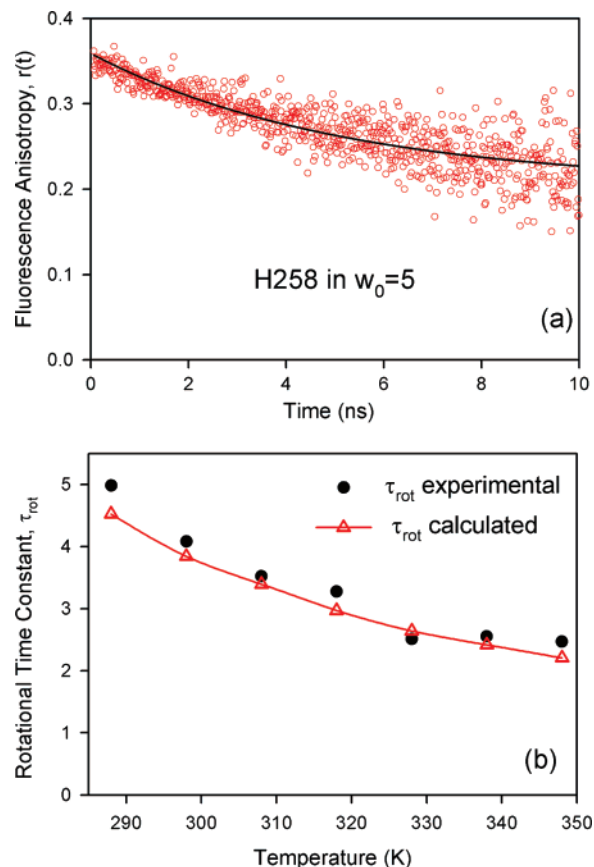 Fluorescence Anisotropy, r(t)
0.4
0.3
0.2
0.1
0.0
H258 in w₀=5
(a)
0 2 4 6 8 10
Time (ns)
Rotational Time Constant, τrot
5
4
3
2
1
0
τrot experimental
τrot calculated
(b)
290 300 310 320 330 340 350
Temperature (K)